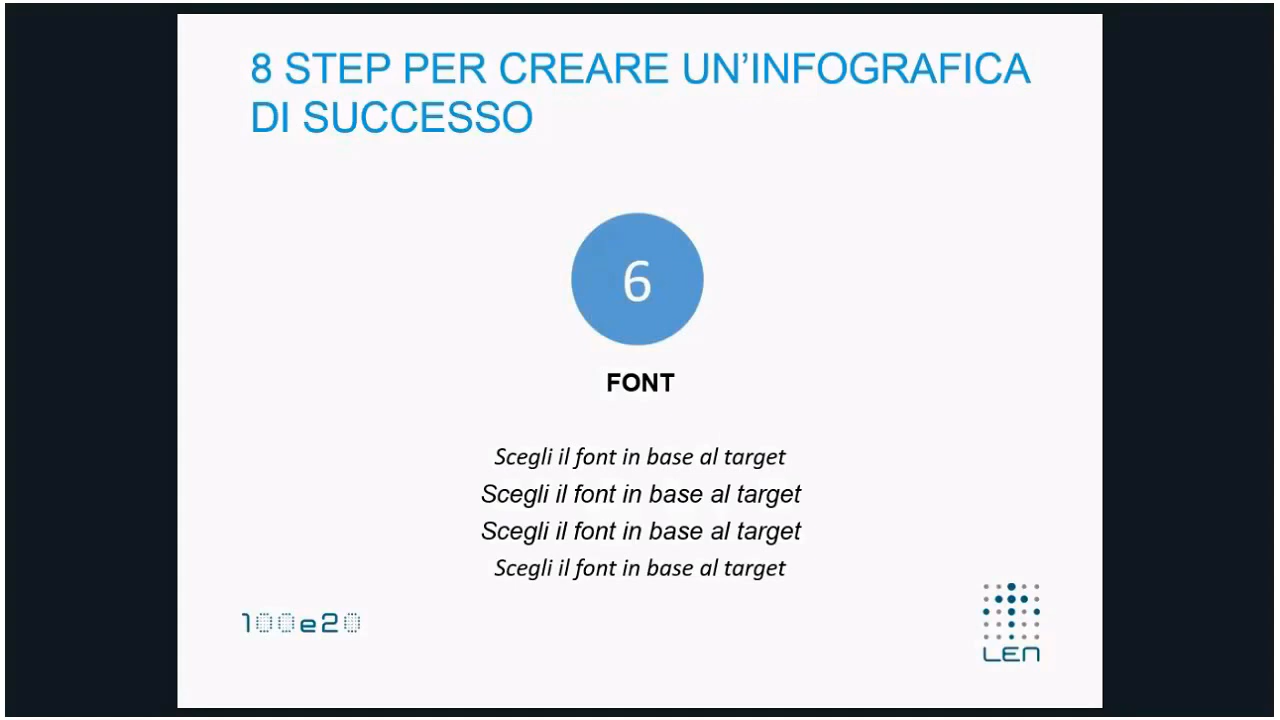 8 STEP PER CREARE UN’INFOGRAFICA
DI SUCCESSO
6
FONT
Scegli il font in base al target
Scegli il font in base al target
Scegli il font in base al target
Scegli il font in base al target
100e20
LEN